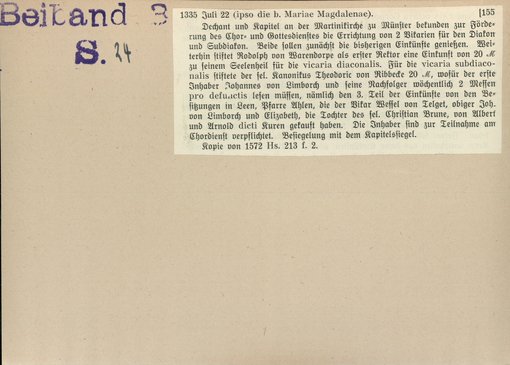 Beiband 3
S. 24
1335 Juli 22 (ipso die b. Mariae Magdalenae). [155
Dechant und Kapitel an der Martinikirche zu Münster bekunden zur Förde-
rung des Chor- und Gottesdienstes die Errichtung von 2 Vikarien für den Diakon
und Subdiakon. Beide sollen zunächst die bisherigen Einkünfte genießen. Wei-
terhin stiftet Rodolph von Warendorpe als erster Rektor eine Einkunft von 20 ℳ
zu seinem Seelenheil für die vicaria diaconalis. Für die vicaria subdiaco-
nalis stiftete der sel. Kanonikus Theodoric von Ribbecke 20 ℳ, wofür der erste
Inhaber Johannes von Limborch und seine Nachfolger wöchentlich 2 Messen
pro defunctis lesen müssen, nämlich den 3. Teil der Einkünfte von den Be-
sitzungen in Leen, Pfarre Ahlen, die der Vikar Wessel von Telget, obiger Joh.
von Limborch und Elizabeth, die Tochter des sel. Christian Brune, von Albert
und Arnold dicti Kuren gekauft haben. Die Inhaber sind zur Teilnahme am
Chordienst verpflichtet. Besiegelung mit dem Kapitelssiegel.
Kopie von 1572 Hs. 213 f. 2.